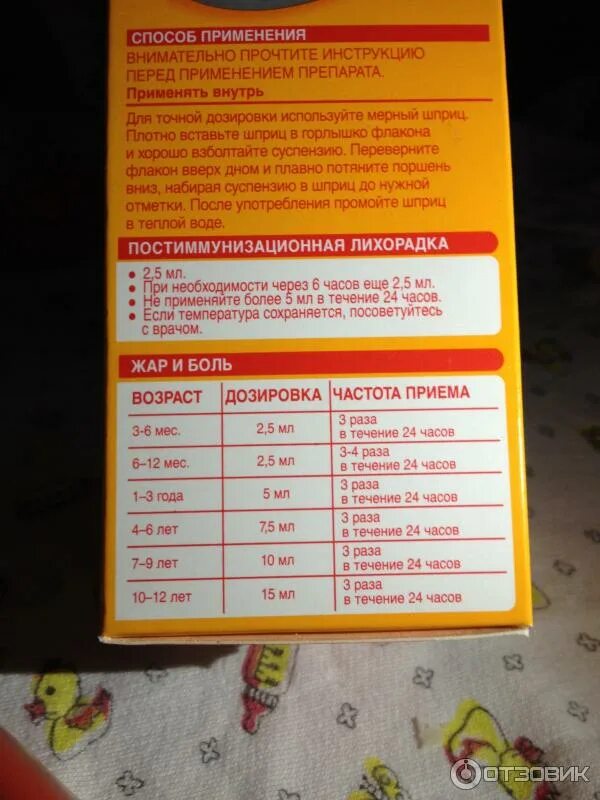 СПОСОБ ПРИМЕНЕНИЯ
ВНИМАТЕЛЬНО ПРОЧТИТЕ ИНСТРУКЦИЮ
ПЕРЕД ПРИМЕНЕНИЕМ ПРЕПАРАТА.
Применять внутрь
Для точной дозировки используйте мерный шприц.
Плотно вставьте шприц в горлышко флакона
и хорошо взболтайте суспензию. Переверните
флакон вверх дном и плавно потяните поршень
вниз, набирая суспензию в шприц до нужной
отметки. После употребления промойте шприц
в теплой воде.
ПОСТИММУНИЗАЦИОННАЯ ЛИХОРАДКА
• 2,5 мл.
• При необходимости через 6 часов еще 2,5 мл.
• Не применяйте более 5 мл в течение 24 часов.
• Если температура сохраняется, посоветуйтесь
с врачом.
ЖАР И БОЛЬ
ВОЗРАСТ ДОЗИРОВКА ЧАСТОТА ПРИЕМА
3-6 мес. 2,5 мл 3 раза
в течение 24 часов
6–12 мес. 2,5 мл 3-4 раза
в течение 24 часов
1–3 года 5 мл 3 раза
в течение 24 часов
4–6 лет 7,5 мл 3 раза
в течение 24 часов
7–9 лет 10 мл 3 раза
в течение 24 часов
10–12 лет 15 мл 3 раза
в течение 24 часов
ОТЗОВИК